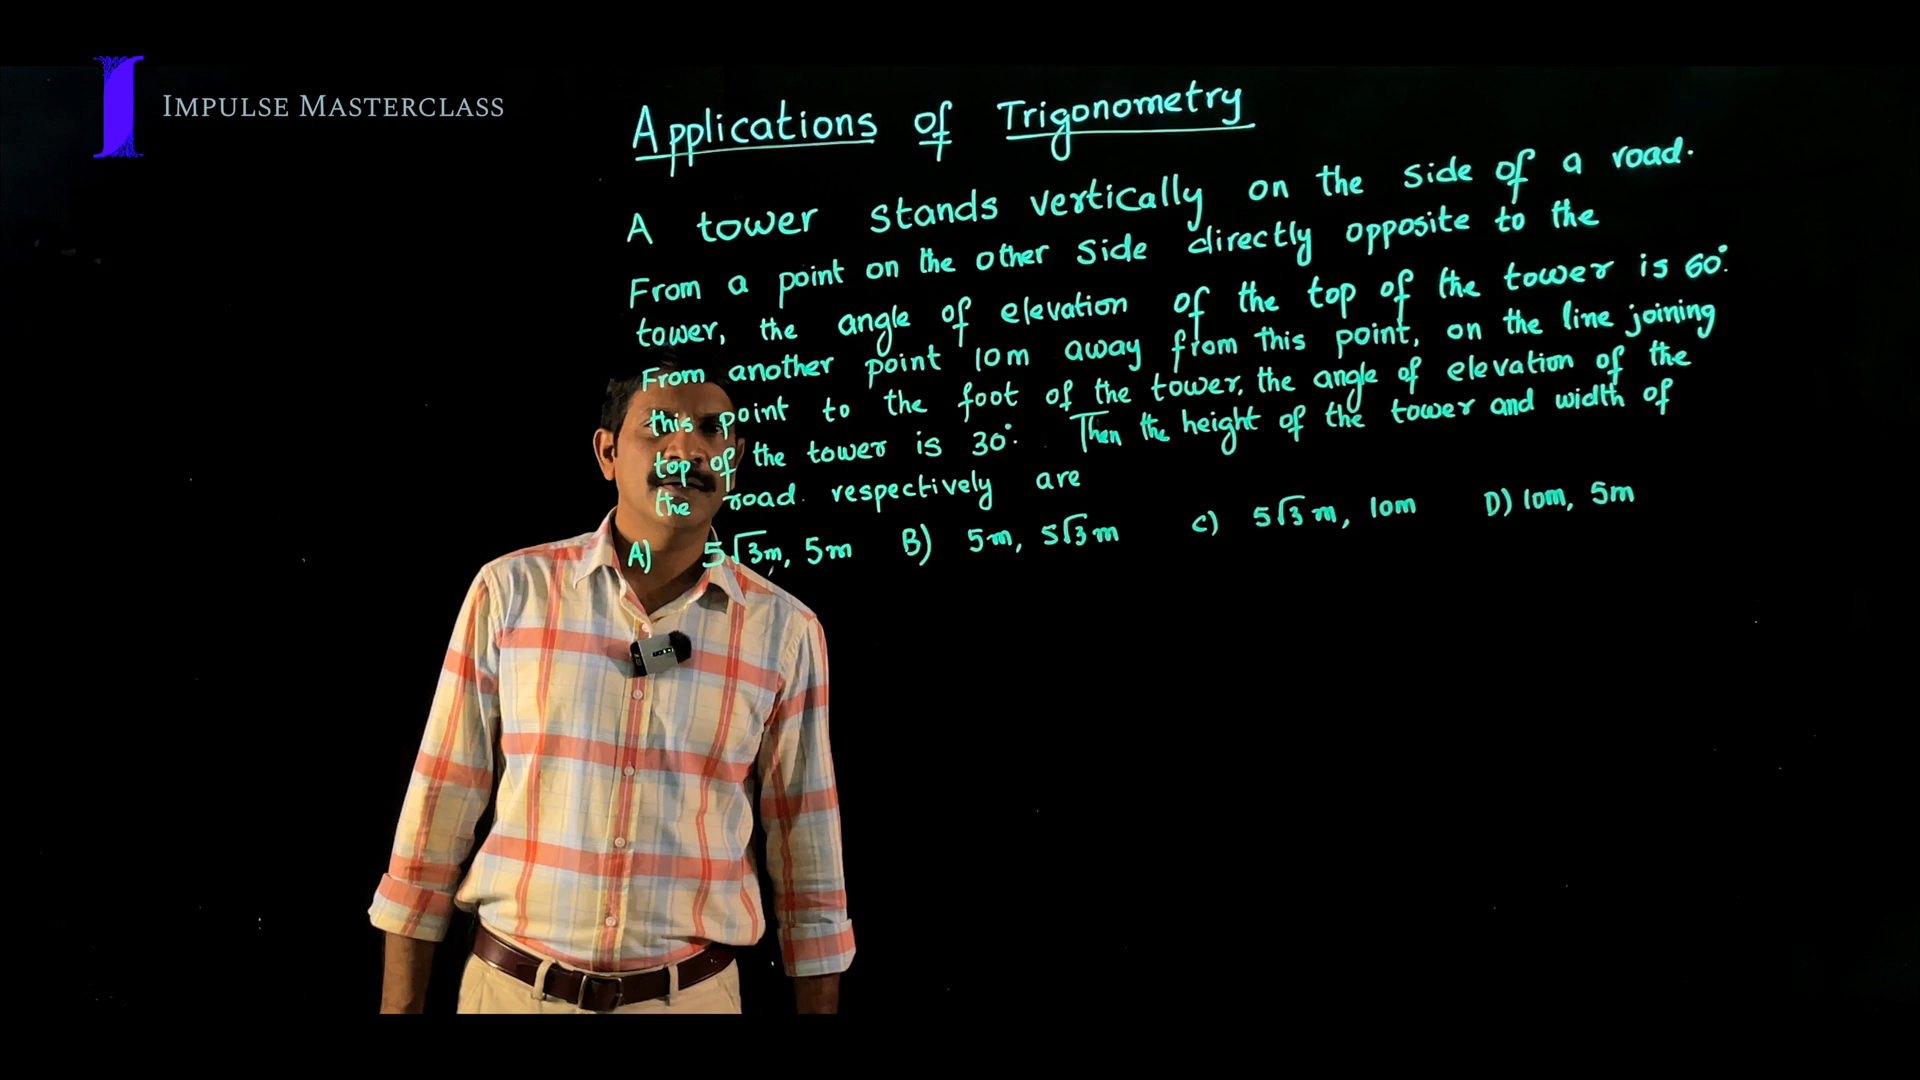 IMPULSE MASTERCLASS
Applications of Trigonometry
A tower stands vertically on the side of a road.
From a point on the other side directly opposite to the
tower, the angle of elevation of the top of the tower is 60°.
From another point 10m away from this point, on the line joining
this point to the foot of the tower, the angle of elevation of the
top of the tower is 30°. Then the height of the tower and width of
the road respectively are
A) 5√3m, 5m B) 5m, 5√3m C) 5√3m, 10m D) 10m, 5m